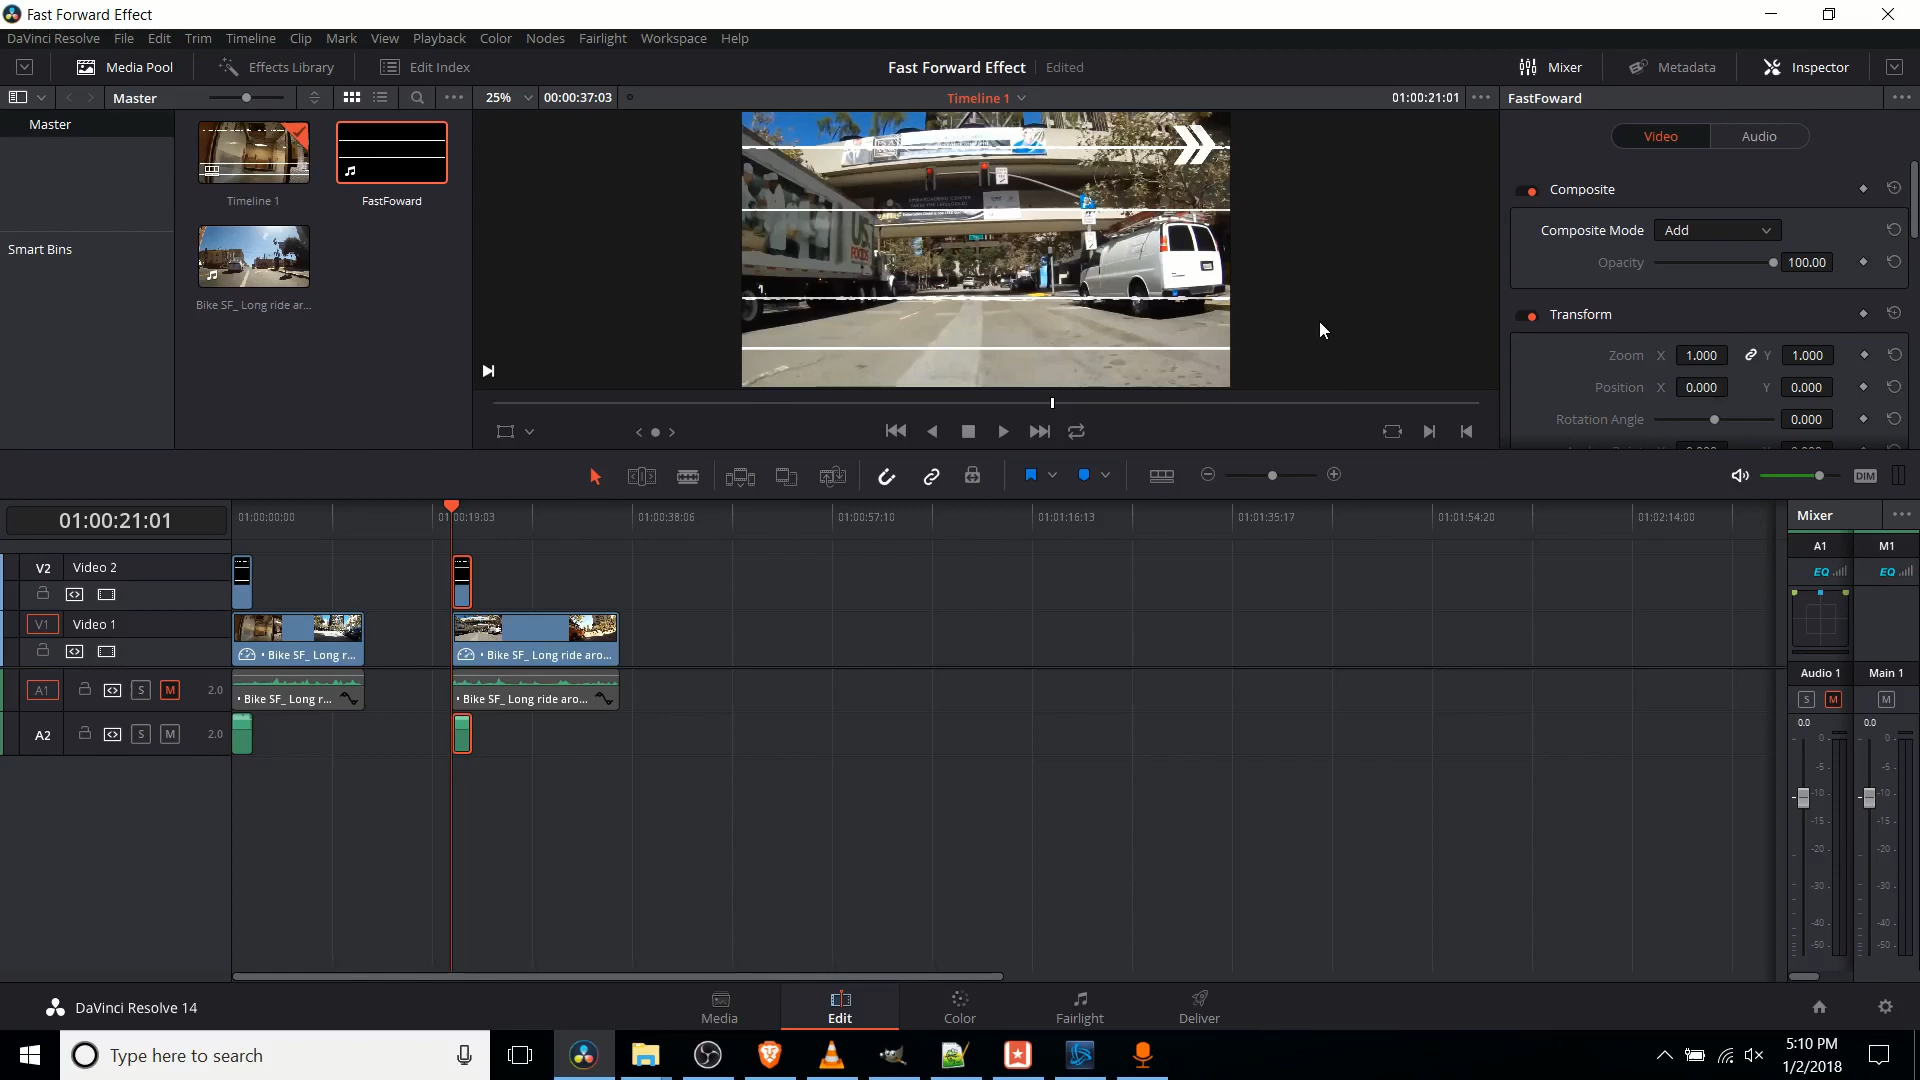 Fast Forward Effect
DaVinci Resolve File Edit Trim Timeline Clip Mark View Playback Color Nodes Fairlight Workspace Help
Media Pool Effects Library Edit Index Fast Forward Effect Edited Mixer Metadata Inspector
Master 25% 00:00:37:03 Timeline 1 01:00:21:01 FastFoward
Master
Smart Bins
Timeline 1 FastFoward
Bike SF_ Long ride ar...
Video Audio
Composite
Composite Mode Add
Opacity 100.00
Transform
Zoom X 1.000 Y 1.000
Position X 0.000 Y 0.000
Rotation Angle 0.000
DIM
01:00:21:01 01:00:00:00 01:00:19:03 01:00:38:06 01:00:57:10 01:01:16:13 01:01:35:17 01:01:54:20 01:02:14:00
V2 Video 2
V1 Video 1
• Bike SF_ Long r... • Bike SF_ Long ride aro...
A1 S M 2.0
• Bike SF_ Long r... • Bike SF_ Long ride aro...
A2 S M 2.0
Mixer
A1 M1
EQ EQ
Audio 1 Main 1
S M M
0.0 0.0
0 0
-5 -5
-10 -10
-15 -15
-20 -20
-30 -30
-40 -40
-50 -50
DaVinci Resolve 14
Media Edit Color Fairlight Deliver
Type here to search
5:10 PM
1/2/2018